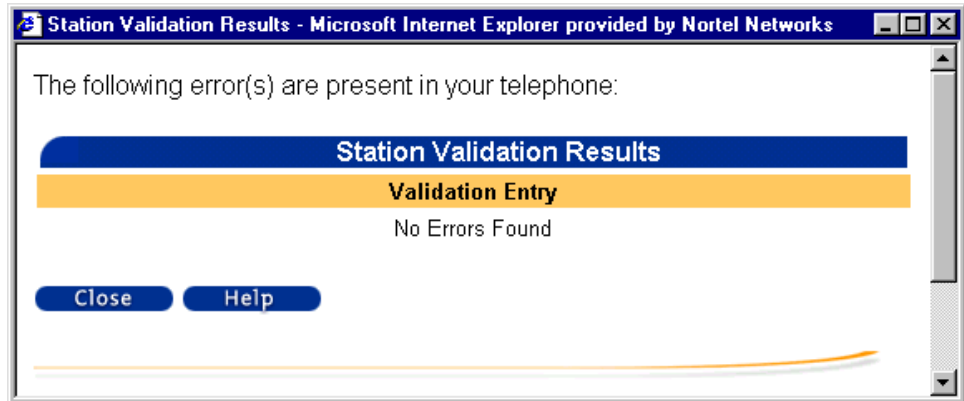 Station Validation Results - Microsoft Internet Explorer provided by Nortel Networks
The following error(s) are present in your telephone:
Station Validation Results
Validation Entry
No Errors Found
Close Help